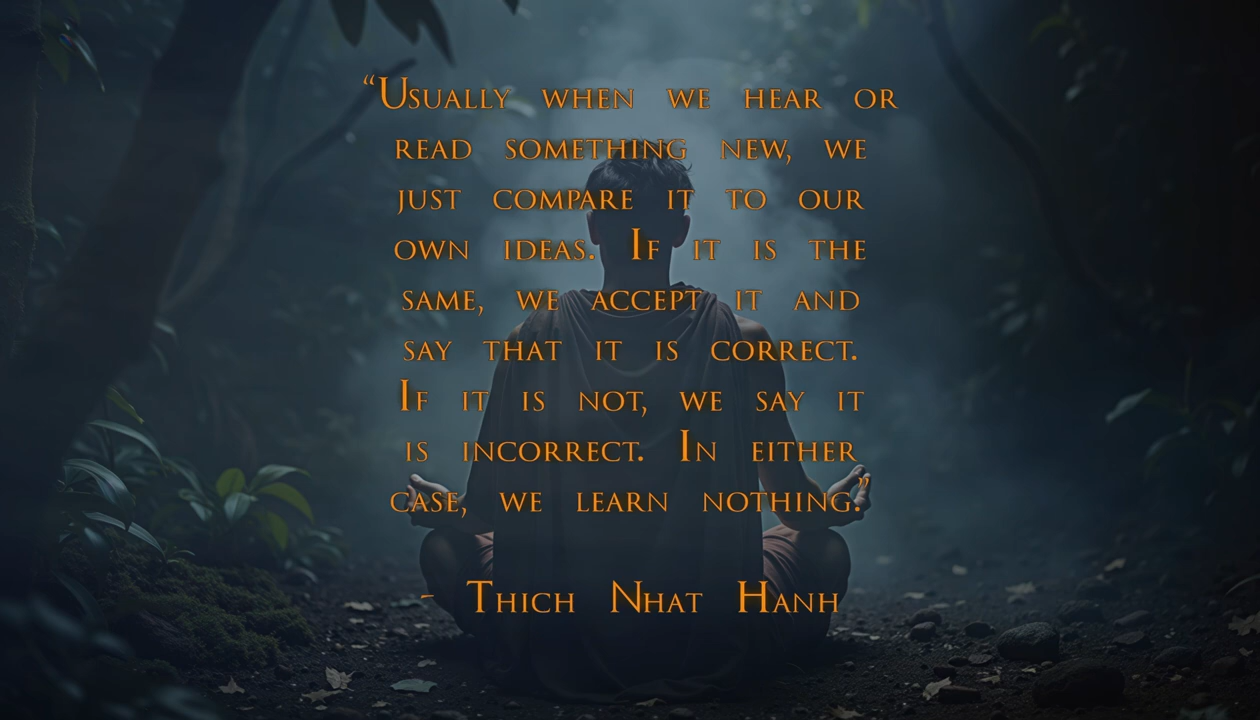 “Usually when we hear or
read something new, we
just compare it to our
own ideas. If it is the
same, we accept it and
say that it is correct.
If it is not, we say it
is incorrect. In either
case, we learn nothing.”
- Thich Nhat Hanh